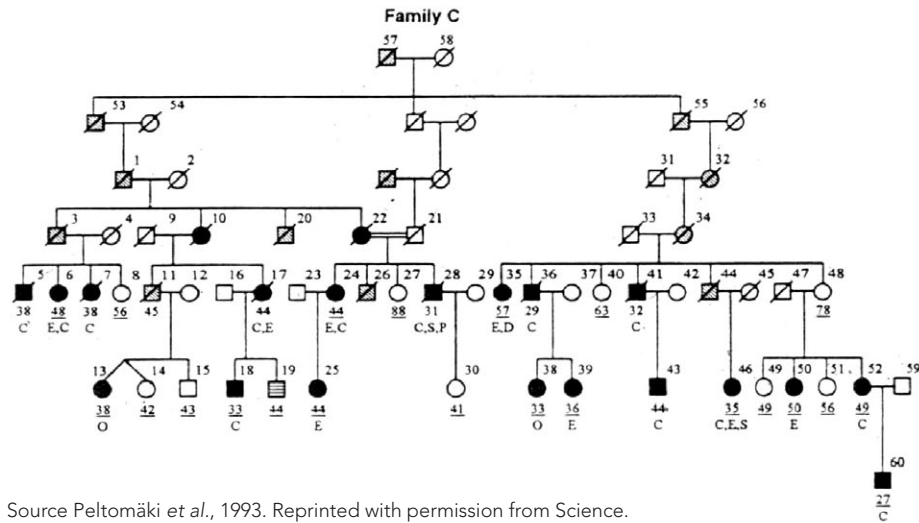 Family C
57 58
53 54 55 56
1 2 31 32
3 4 9 10 20 22 21 33 34
5 6 7 8 11 12 16 17 23 24 26 27 28 29 35 36 37 40 41 42 44 45 47 48
38 48 38 56 45 44 44 88 31 57 29 63 32 78
C E,C C C,E E,C C,S,P E,D C C
13 14 15 18 19 25 30 38 39 43 46 49 50 51 52 59
38 42 43 33 44 44 41 33 36 44 35 49 50 56 49
O C E O E C C,E,S E C
60
27
C
Source Peltomäki et al., 1993. Reprinted with permission from Science.